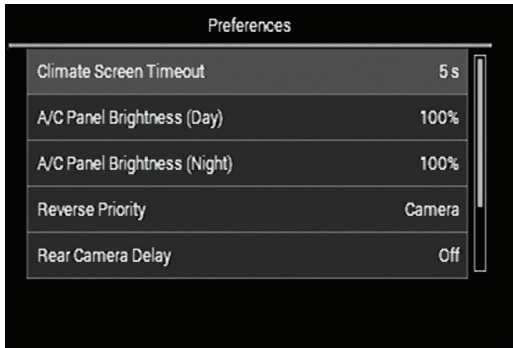 Preferences
Climate Screen Timeout 5 s
A/C Panel Brightness (Day) 100%
A/C Panel Brightness (Night) 100%
Reverse Priority Camera
Rear Camera Delay Off